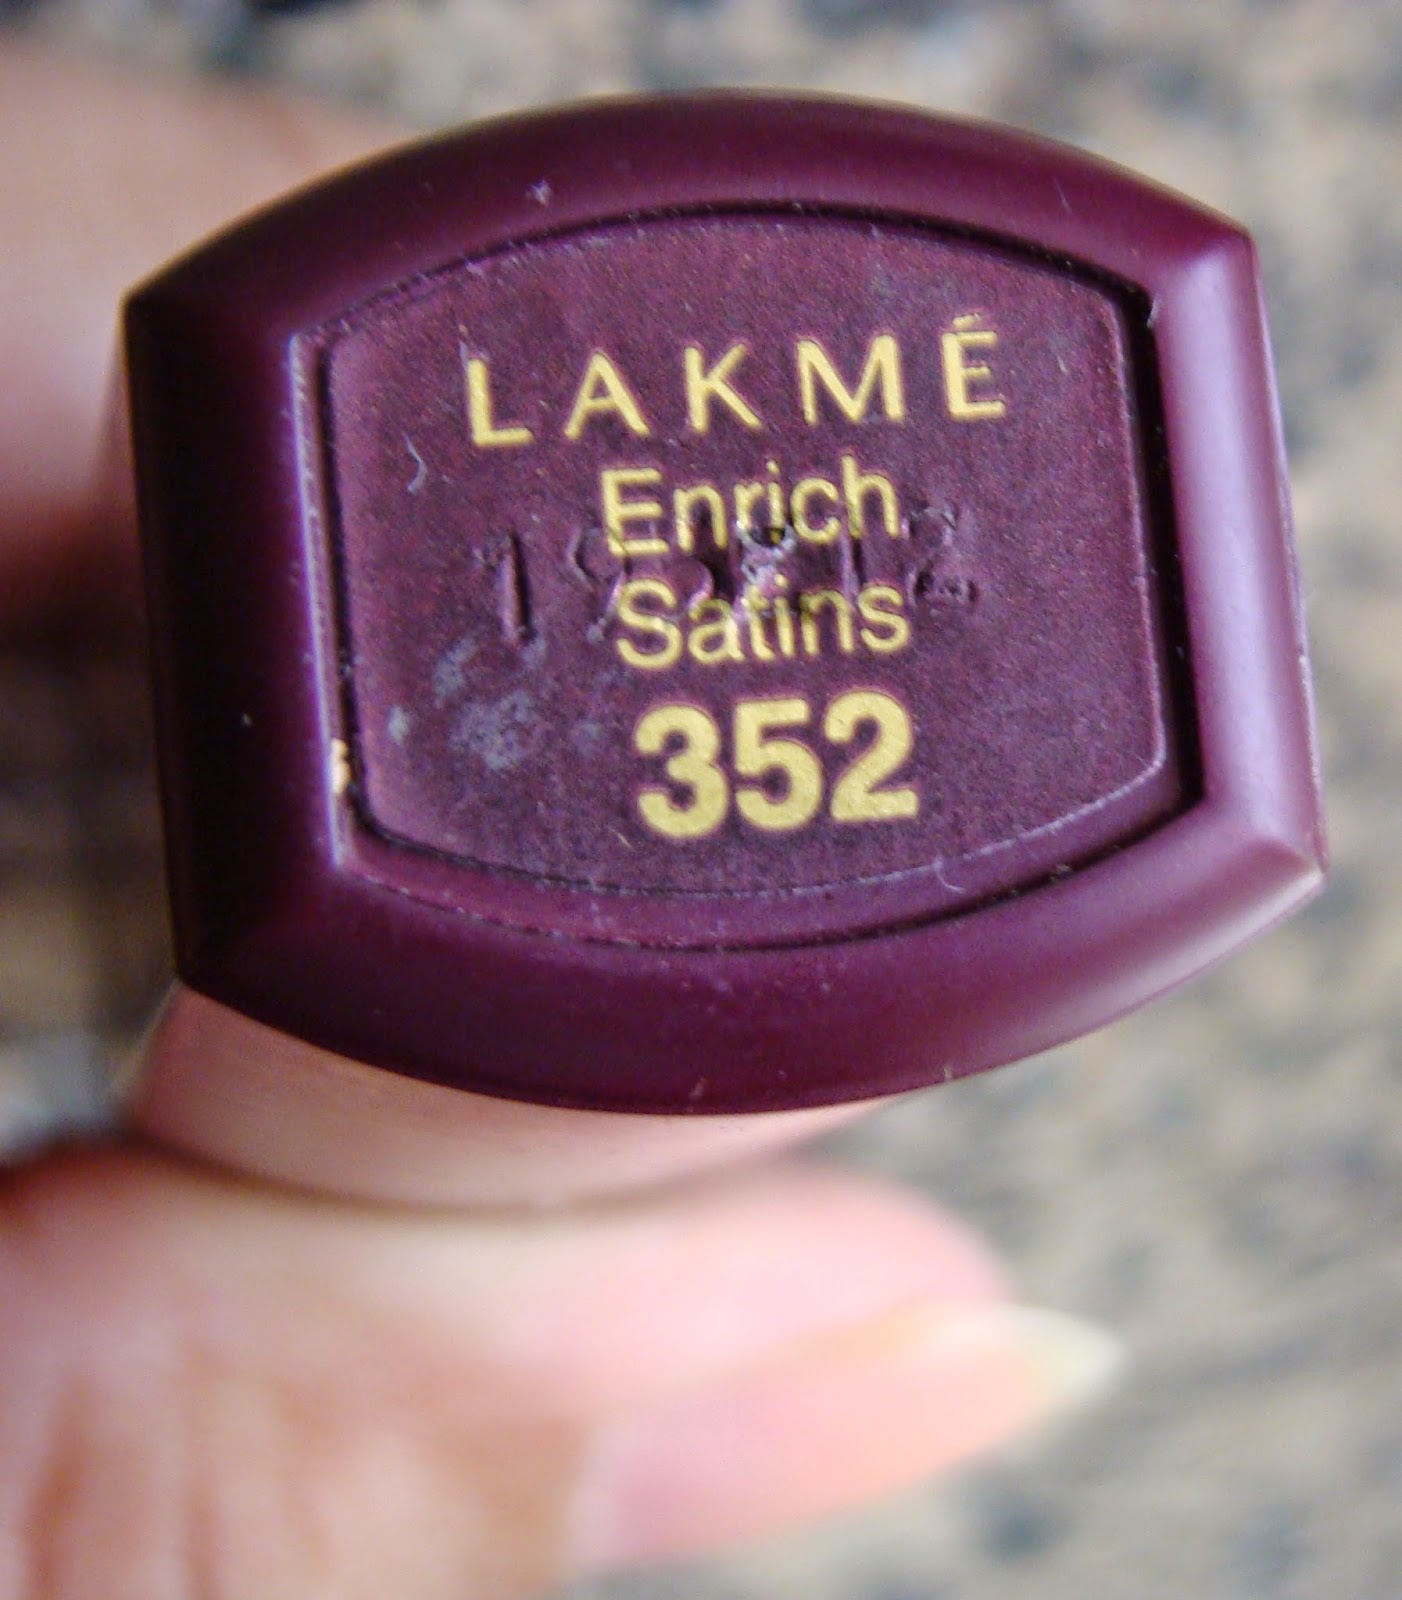 LAKMÉ
Enrich
Satins
352